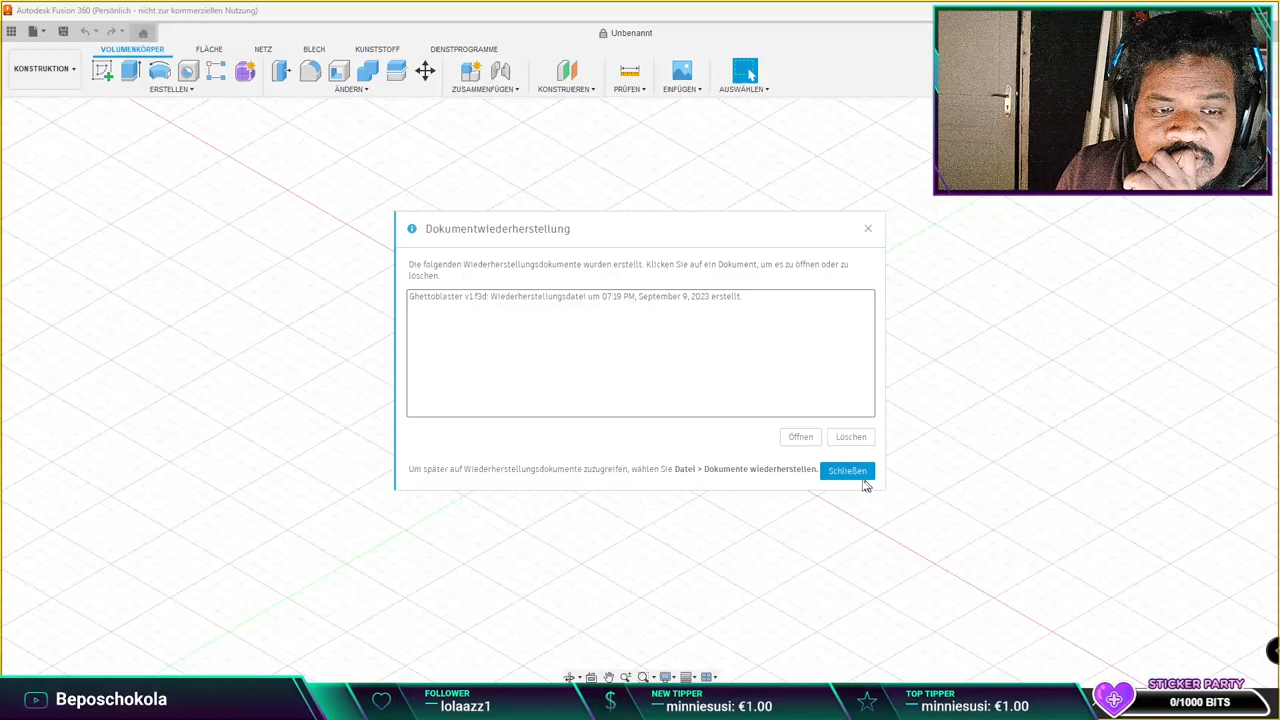 Autodesk Fusion 360 (Persönlich - nicht zur kommerziellen Nutzung)
Unbenannt
VOLUMENKÖRPER FLÄCHE NETZ BLECH KUNSTSTOFF DIENSTPROGRAMME
KONSTRUKTION
ERSTELLEN ÄNDERN ZUSAMMENFÜGEN KONSTRUIEREN PRÜFEN EINFÜGEN AUSWÄHLEN
Dokumentwiederherstellung
Die folgenden Wiederherstellungsdokumente wurden erstellt. Klicken Sie auf ein Dokument, um es zu öffnen oder zu
löschen.
Ghettoblaster v1.f3d: Wiederherstellungsdatei um 07:19 PM, September 9, 2023 erstellt.
Öffnen Löschen
Um später auf Wiederherstellungsdokumente zuzugreifen, wählen Sie Datei > Dokumente wiederherstellen.
Schließen
Beposchokola
FOLLOWER
lolaazz1
NEW TIPPER
minniesusi: €1.00
TOP TIPPER
minniesusi: €1.00
STICKER PARTY
0/1000 BITS